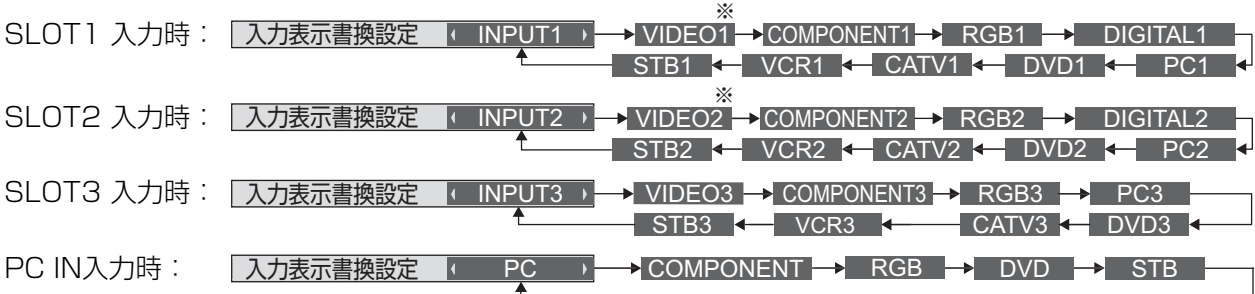 ※
SLOT1 入力時： 入力表示書換設定 INPUT1 VIDEO1 COMPONENT1 RGB1 DIGITAL1
STB1 VCR1 CATV1 DVD1 PC1
※
SLOT2 入力時： 入力表示書換設定 INPUT2 VIDEO2 COMPONENT2 RGB2 DIGITAL2
STB2 VCR2 CATV2 DVD2 PC2
SLOT3 入力時： 入力表示書換設定 INPUT3 VIDEO3 COMPONENT3 RGB3 PC3
STB3 VCR3 CATV3 DVD3
PC IN入力時： 入力表示書換設定 PC COMPONENT RGB DVD STB